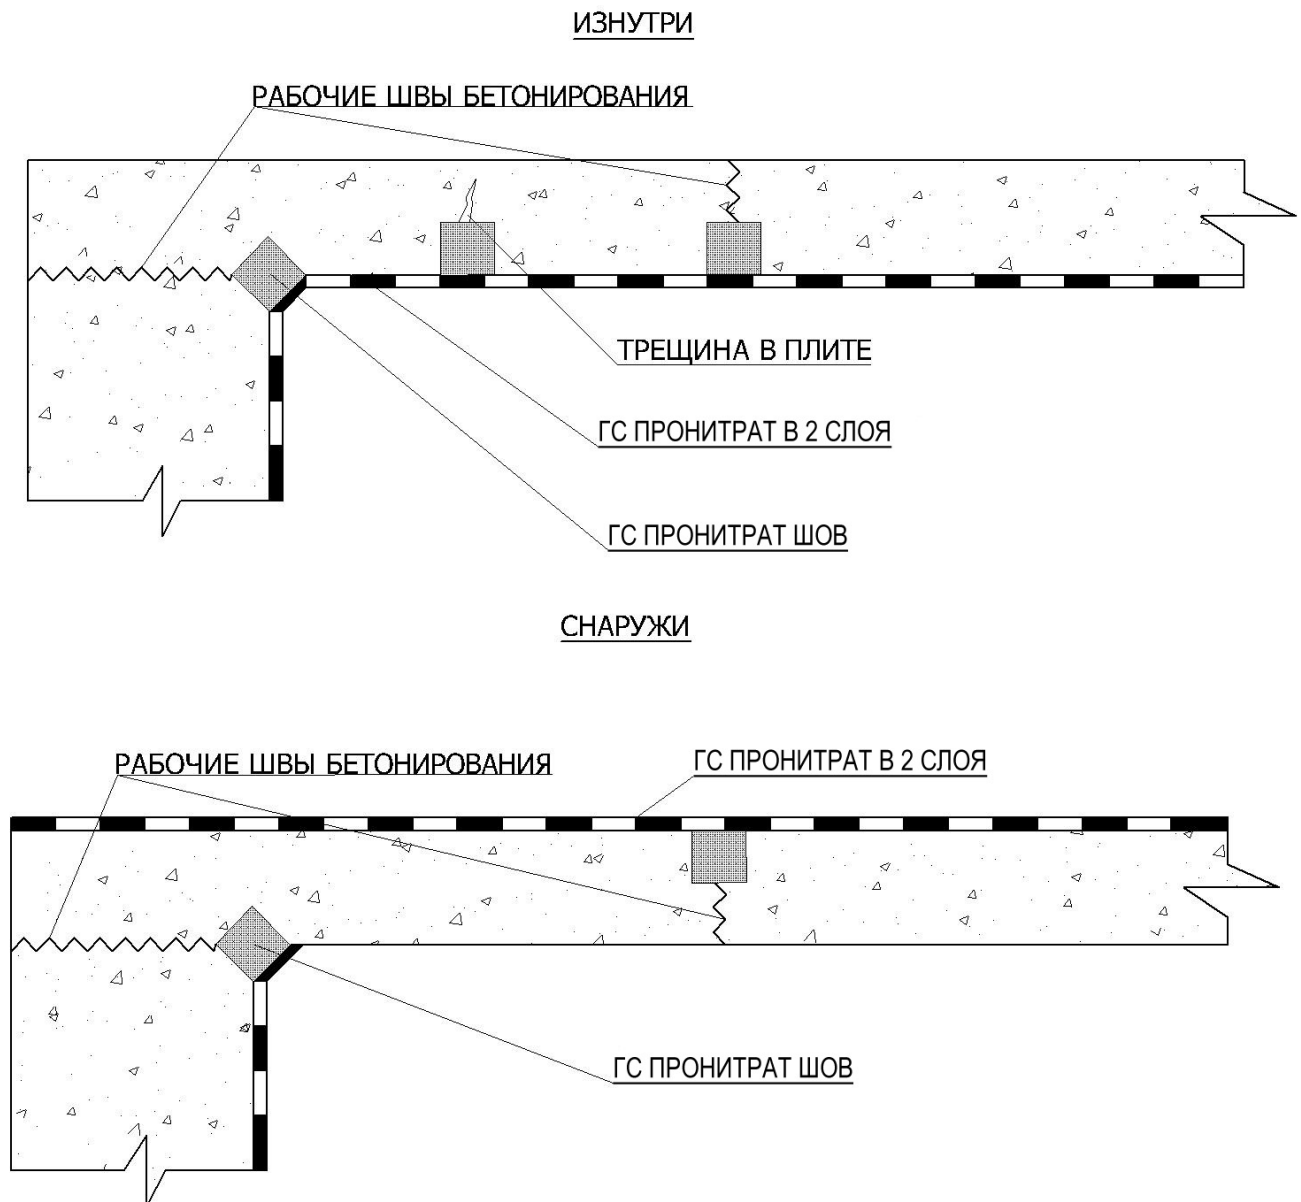 ИЗНУТРИ
РАБОЧИЕ ШВЫ БЕТОНИРОВАНИЯ
ТРЕЩИНА В ПЛИТЕ
ГС ПРОНИТРАТ В 2 СЛОЯ
ГС ПРОНИТРАТ ШОВ
СНАРУЖИ
ГС ПРОНИТРАТ В 2 СЛОЯ
РАБОЧИЕ ШВЫ БЕТОНИРОВАНИЯ
ГС ПРОНИТРАТ ШОВ